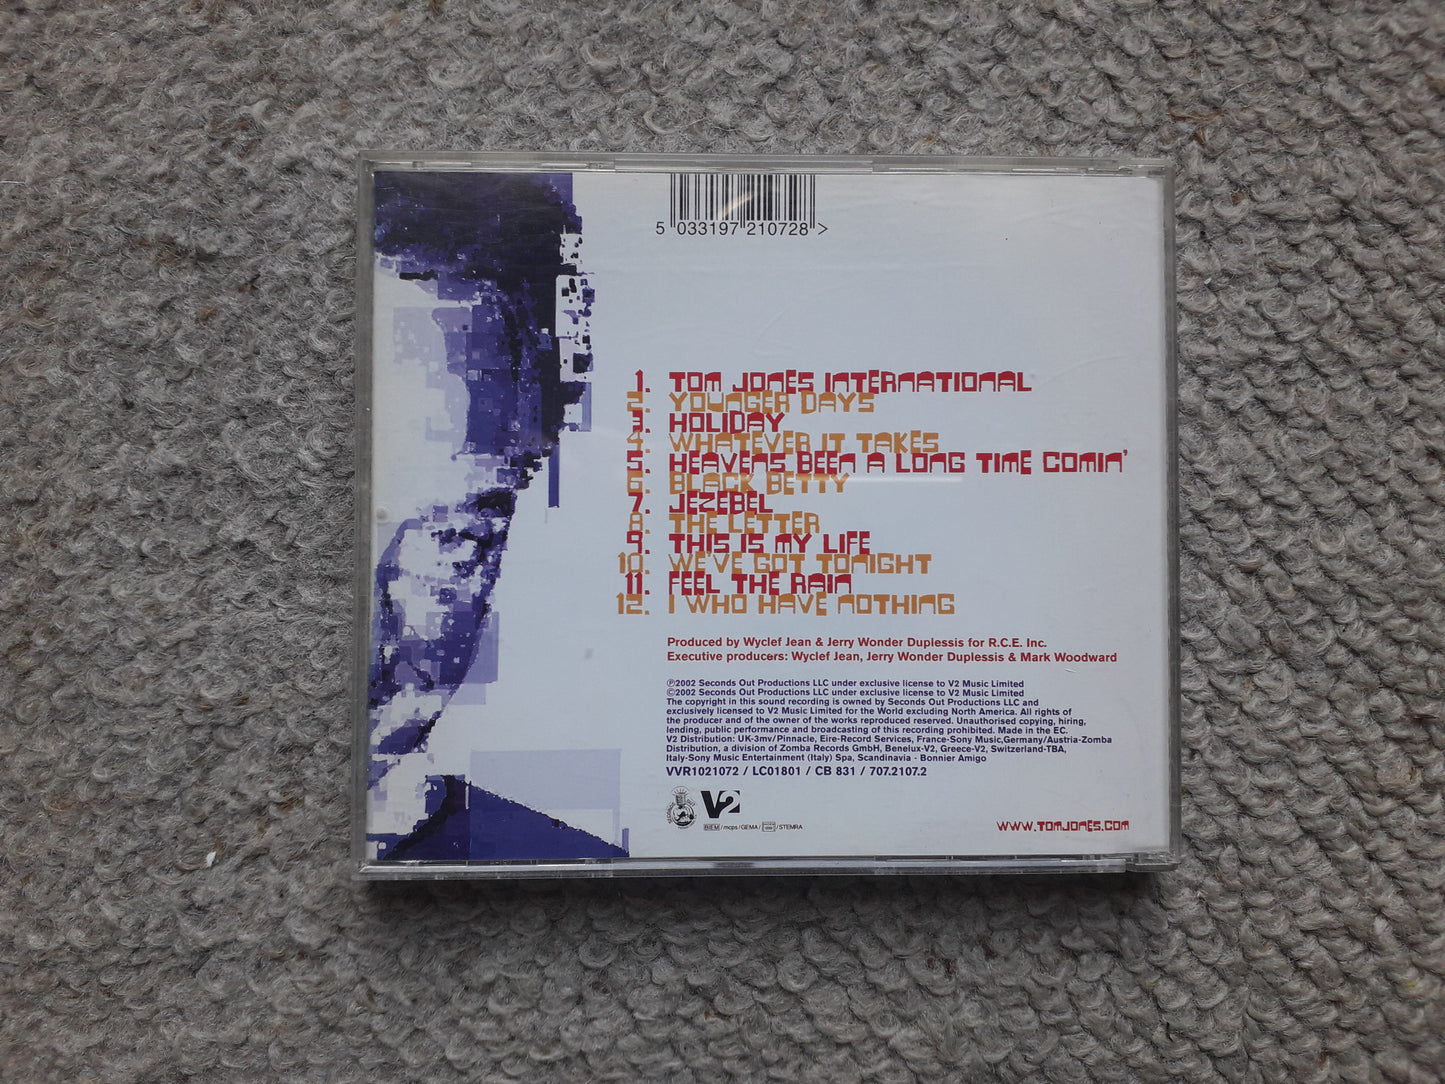 5 033197 210728 >
1. TOM JONES INTERNATIONAL
2. YOUNGER DAYS
3. HOLIDAY
4. WHATEVER IT TAKES
5. HEAVENS BEEN A LONG TIME COMIN'
6. BLACK BETTY
7. JEZEBEL
8. THE LETTER
9. THIS IS MY LIFE
10. WE'VE GOT TONIGHT
11. FEEL THE RAIN
12. I WHO HAVE NOTHING
Produced by Wyclef Jean & Jerry Wonder Duplessis for R.C.E. Inc.
Executive producers: Wyclef Jean, Jerry Wonder Duplessis & Mark Woodward
℗2002 Seconds Out Productions LLC under exclusive license to V2 Music Limited
©2002 Seconds Out Productions LLC under exclusive license to V2 Music Limited
The copyright in this sound recording is owned by Seconds Out Productions LLC and
exclusively licensed to V2 Music Limited for the World excluding North America. All rights of
the producer and of the owner of the works reproduced reserved. Unauthorised copying, hiring,
lending, public performance and broadcasting of this recording prohibited. Made in the EC.
V2 Distribution: UK-3mv/Pinnacle, Eire-Record Services, France-Sony Music,Germany/Austria-Zomba
Distribution, a division of Zomba Records GmbH, Benelux-V2, Greece-V2, Switzerland-TBA,
Italy-Sony Music Entertainment (Italy) Spa, Scandinavia - Bonnier Amigo
VVR1021072 / LC01801 / CB 831 / 707.2107.2
V2
BIEM / mcps / GEMA / / STEMRA
WWW.TOMJONES.COM